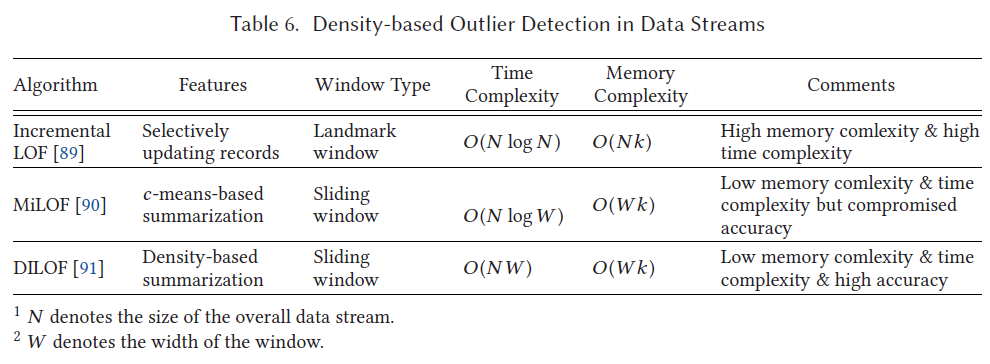 Table 6. Density-based Outlier Detection in Data Streams
Algorithm Features Window Type Time Complexity Memory Complexity Comments
Incremental LOF [89] Selectively updating records Landmark window O(N log N) O(Nk) High memory comlexity & high time complexity
MiLOF [90] c-means-based summarization Sliding window O(N log W) O(Wk) Low memory comlexity & time complexity but compromised accuracy
DILOF [91] Density-based summarization Sliding window O(NW) O(Wk) Low memory comlexity & time complexity & high accuracy
1 N denotes the size of the overall data stream.
2 W denotes the width of the window.